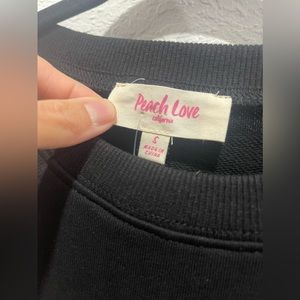 Peach Love
california
S
MADE IN
CHINA